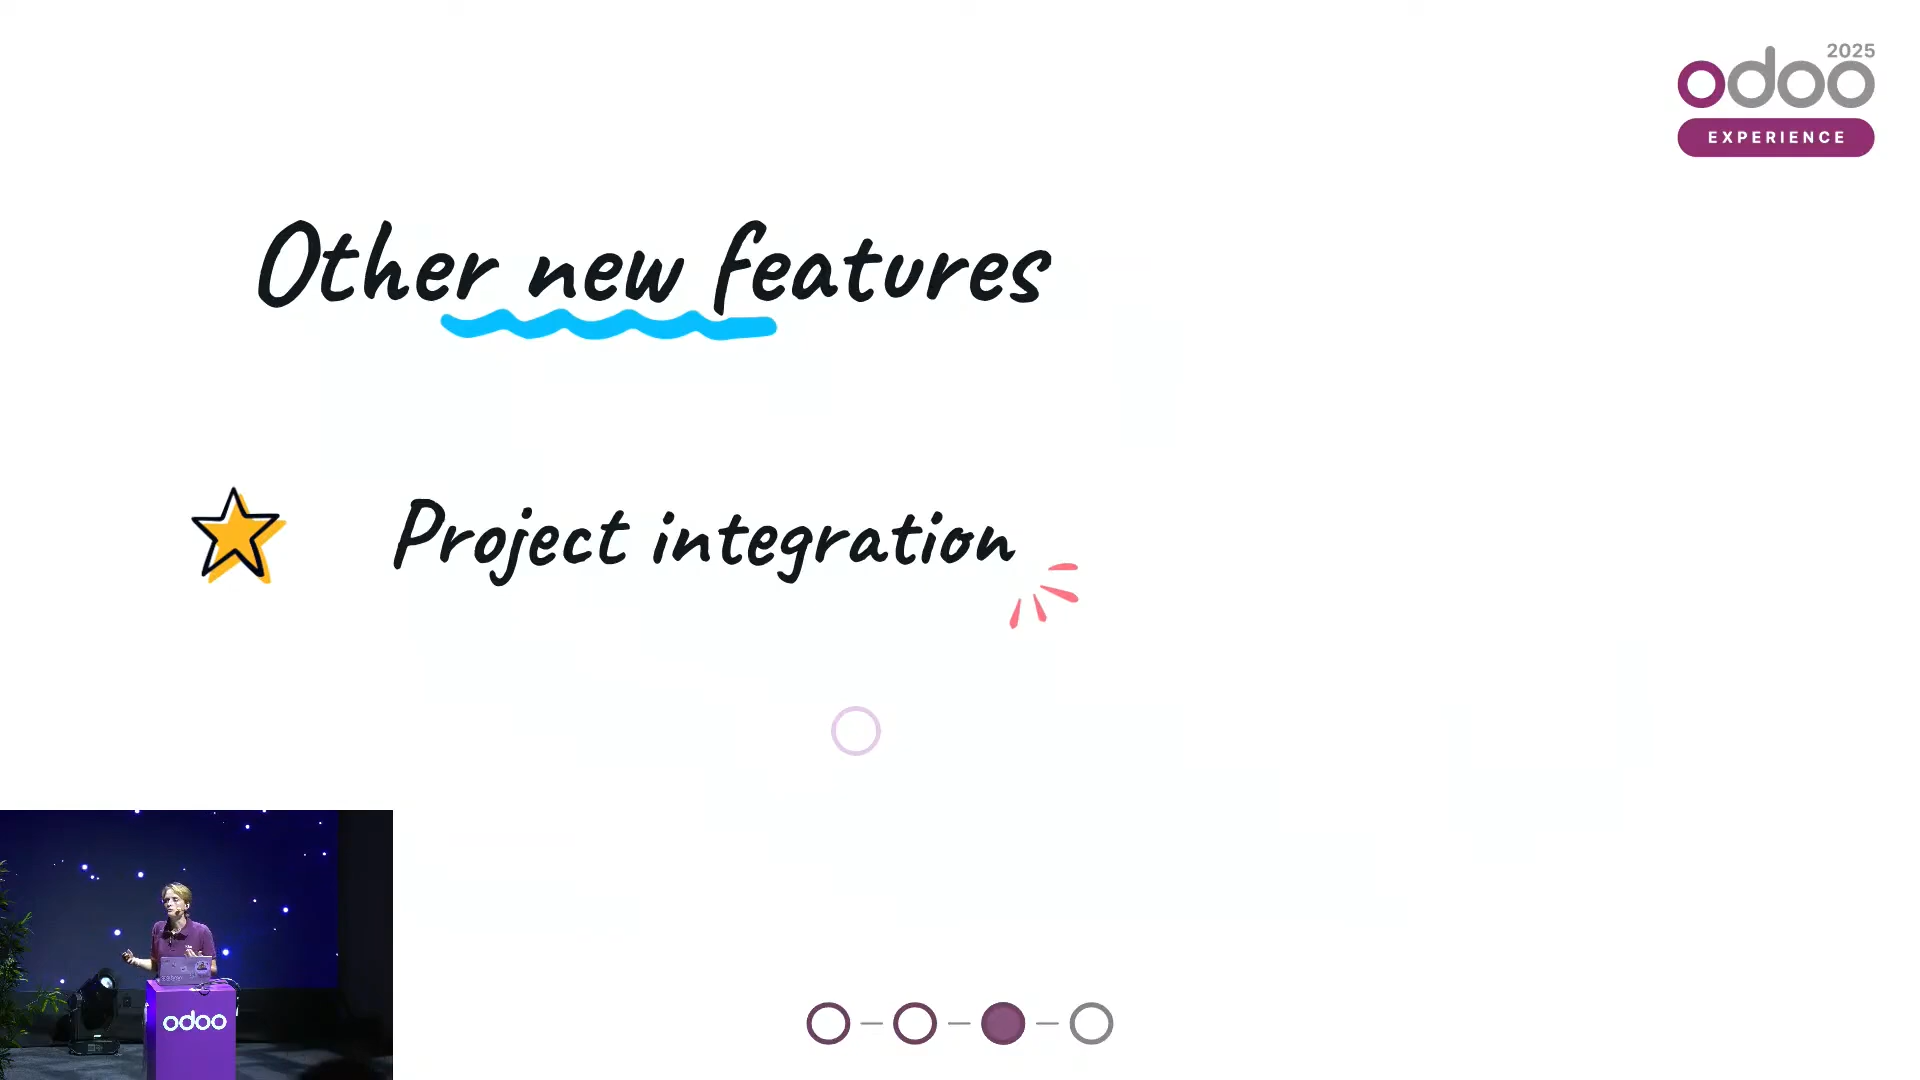 2025
odoo
EXPERIENCE
Other new features
Project integration
odoo